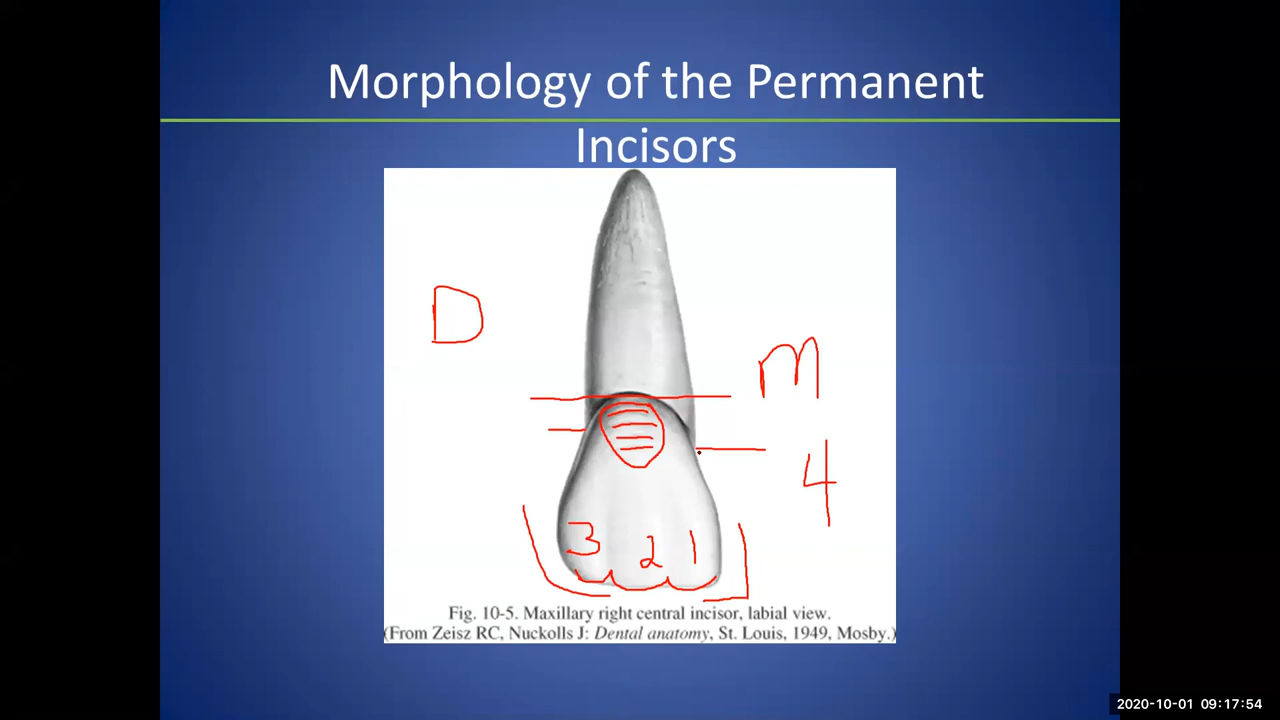 Morphology of the Permanent
Incisors
D
m
4
3 2 1
Fig. 10-5. Maxillary right central incisor, labial view.
(From Zeisz RC, Nuckolls J: Dental anatomy, St. Louis, 1949, Mosby.)
2020-10-01 09:17:54